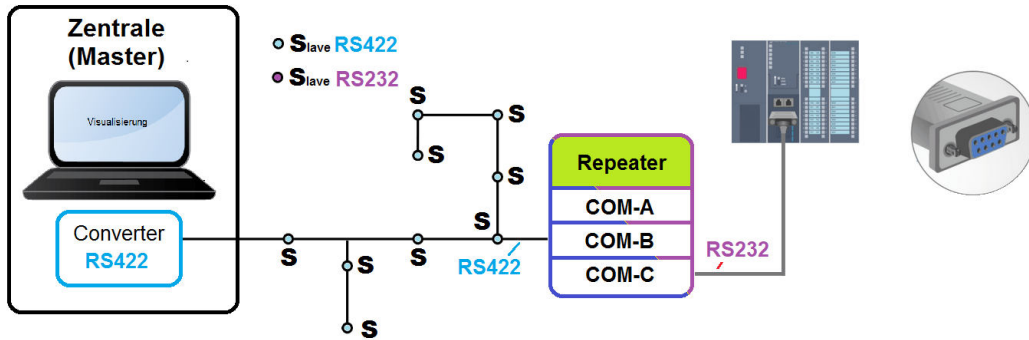 Zentrale
(Master)
Visualisierung
Converter
RS422
Slave RS422
Slave RS232
S
S
S
S
S
S
S
S
S
RS422
Repeater
COM-A
COM-B
COM-C
RS232